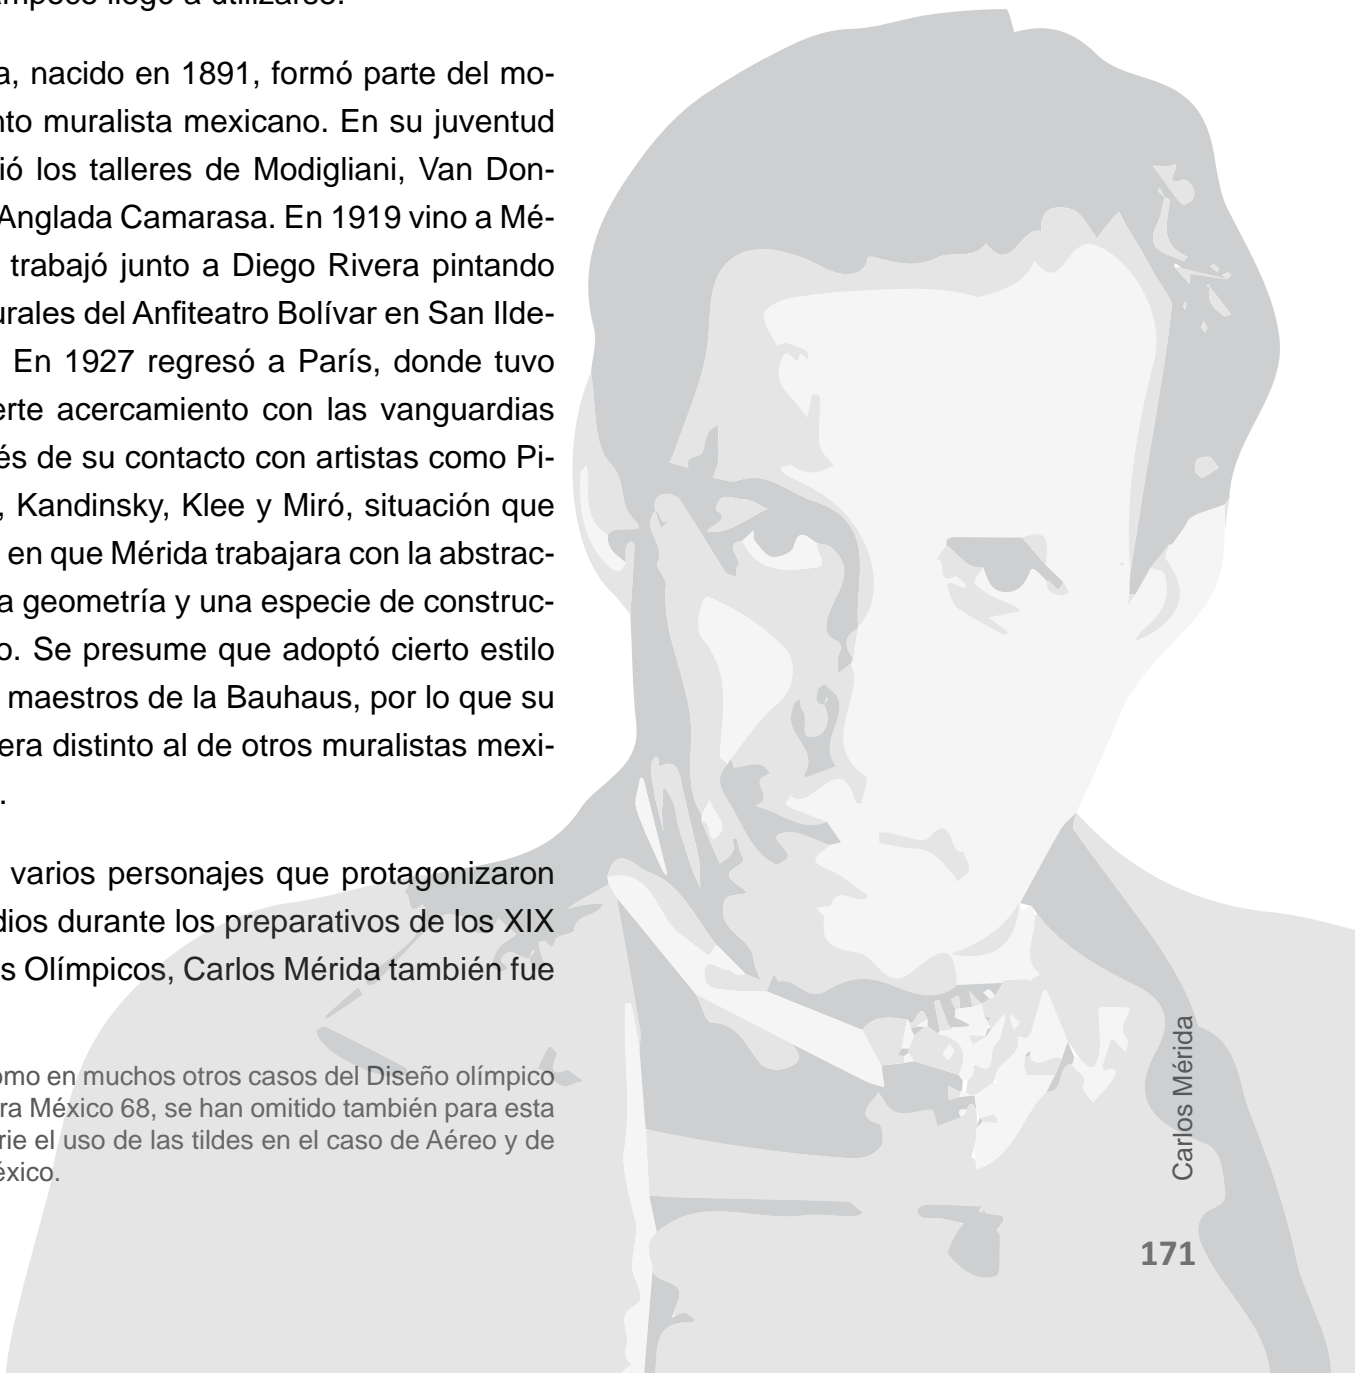 llegó a utilizarse.
a, nacido en 1891, formó parte del mo-
nto muralista mexicano. En su juventud
ió los talleres de Modigliani, Van Don-
Anglada Camarasa. En 1919 vino a Mé-
trabajó junto a Diego Rivera pintando
urales del Anfiteatro Bolívar en San Ilde-
En 1927 regresó a París, donde tuvo
erte acercamiento con las vanguardias
és de su contacto con artistas como Pi-
, Kandinsky, Klee y Miró, situación que
en que Mérida trabajara con la abstrac-
a geometría y una especie de construc-
o. Se presume que adoptó cierto estilo
maestros de la Bauhaus, por lo que su
era distinto al de otros muralistas mexi-
.
varios personajes que protagonizaron
dios durante los preparativos de los XIX
s Olímpicos, Carlos Mérida también fue
omo en muchos otros casos del Diseño olímpico
ra México 68, se han omitido también para esta
rie el uso de las tildes en el caso de Aéreo y de
éxico.
Carlos Mérida
171